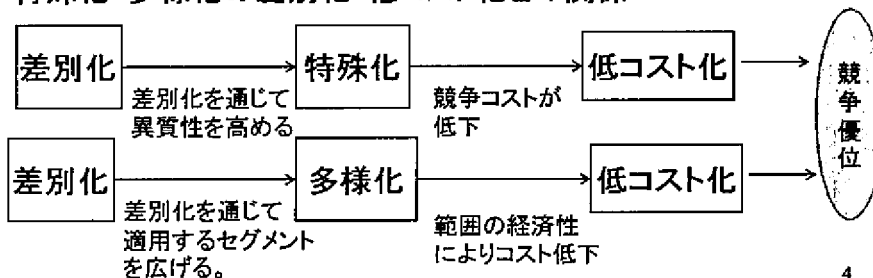 差別化
特殊化
低コスト化
差別化を通じて
異質性を高める
競争コストが
低下
競争優位
差別化
多様化
低コスト化
差別化を通じて
適用するセグメント
を広げる。
範囲の経済性
によりコスト低下
4